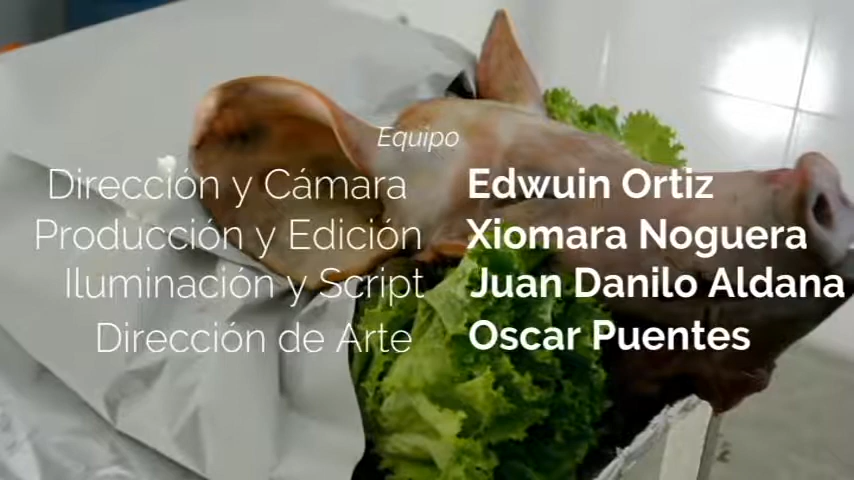 Equipo
Dirección y Cámara Edwuin Ortiz
Producción y Edición Xiomara Noguera
Iluminación y Script Juan Danilo Aldana
Dirección de Arte Oscar Puentes